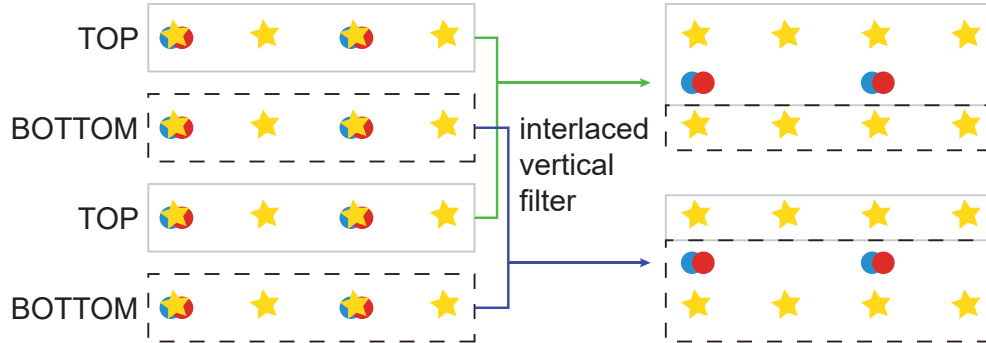 TOP
BOTTOM
interlaced
vertical
filter
TOP
BOTTOM